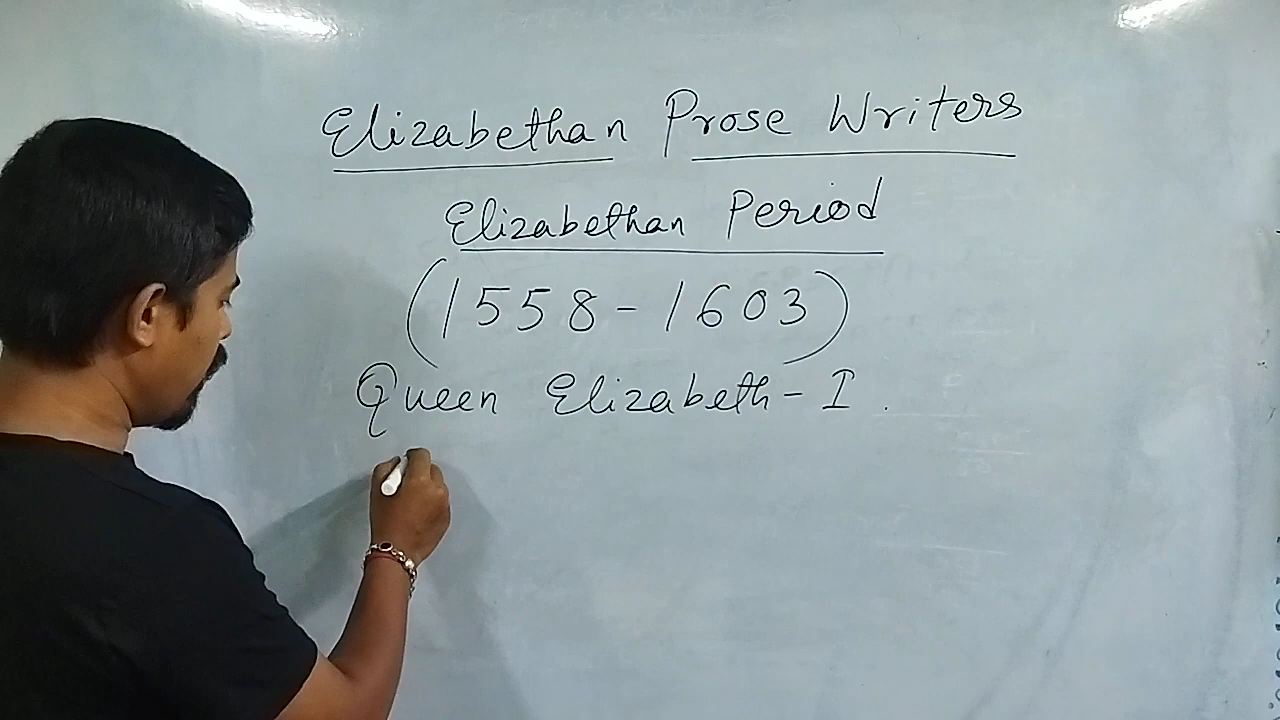 Elizabethan Prose Writers
Elizabethan Period
(1558-1603)
Queen Elizabeth-I.